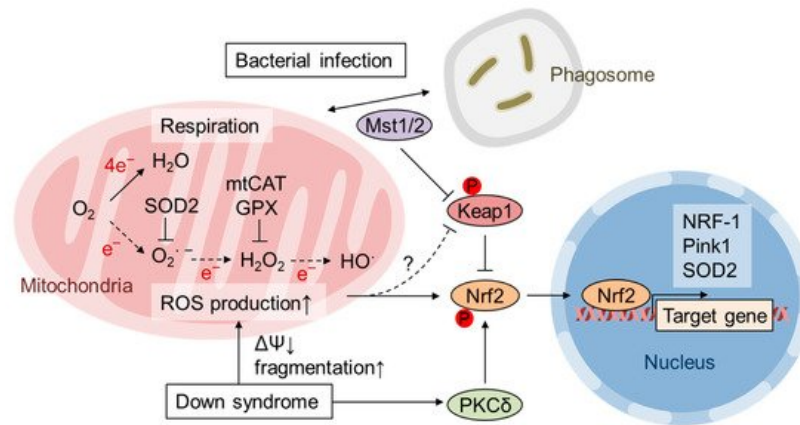 Bacterial infection
Phagosome
Respiration
Mst1/2
4e⁻
H₂O
mtCAT
GPX
P
Keap1
O₂
SOD2
e⁻
O₂·⁻
e⁻
H₂O₂
e⁻
HO·
?
Mitochondria
ROS production↑
Nrf2
P
NRF-1
Pink1
SOD2
Nrf2
Target gene
Nucleus
ΔΨ↓
fragmentation↑
Down syndrome
PKCδ